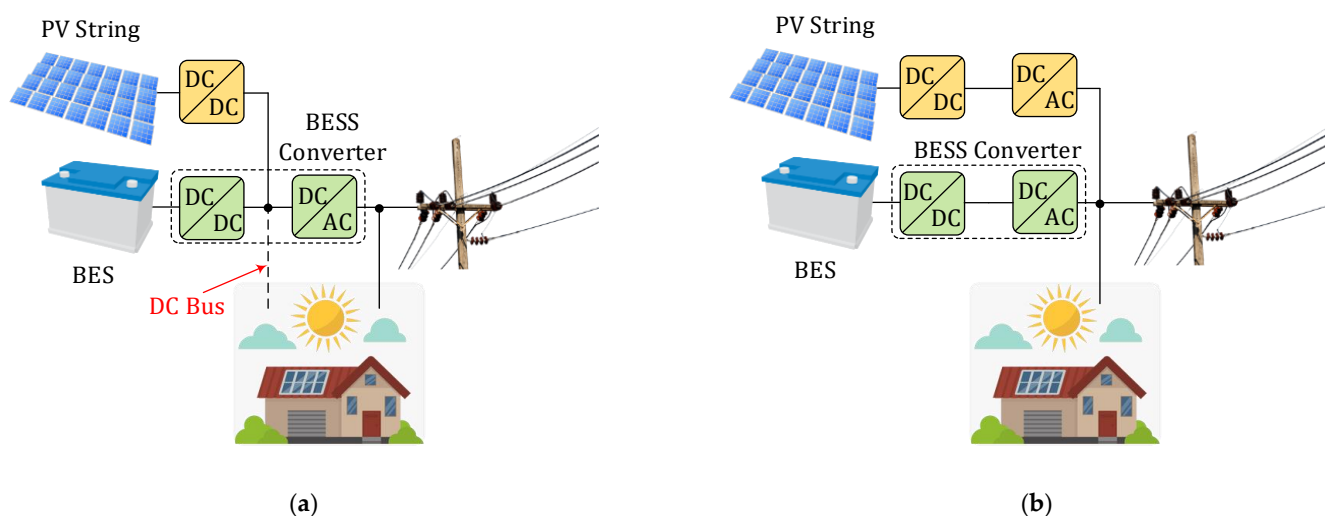 PV String
DC
DC
BESS
Converter
DC
DC
DC
AC
BES
DC Bus
(a)
PV String
DC
DC
DC
AC
BESS Converter
DC
DC
DC
AC
BES
(b)